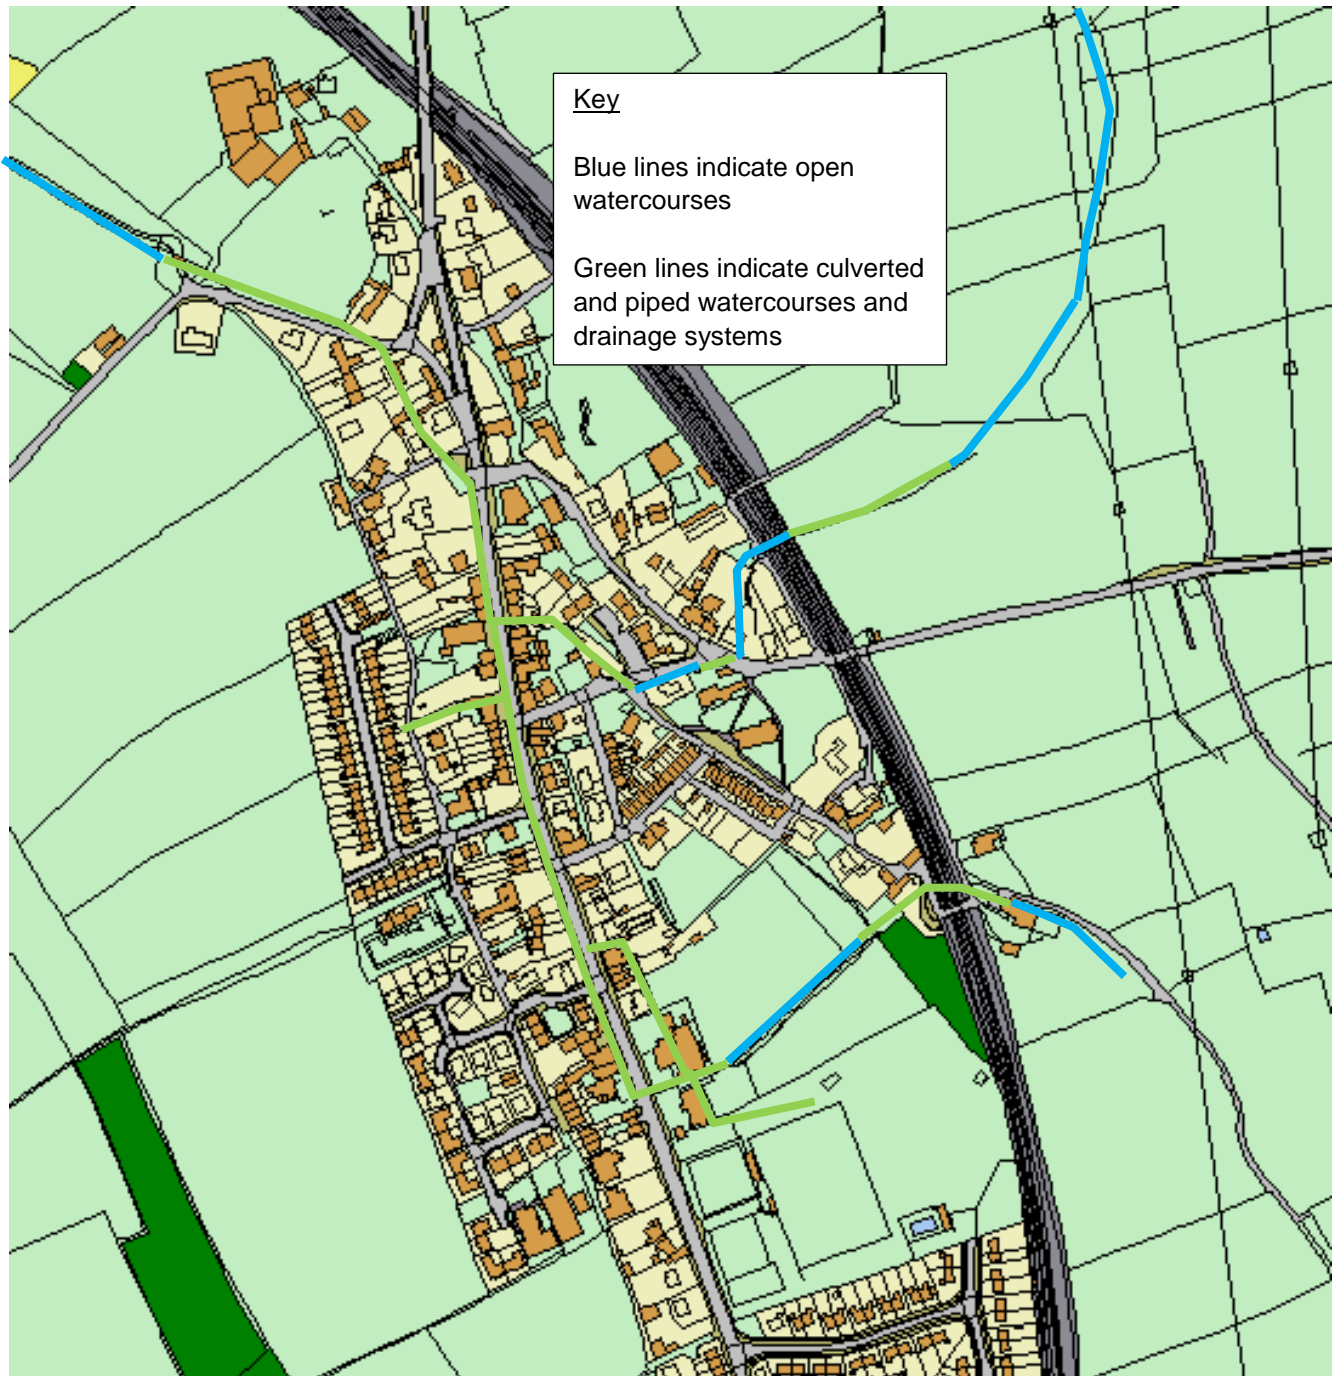 Key
Blue lines indicate open
watercourses
Green lines indicate culverted
and piped watercourses and
drainage systems